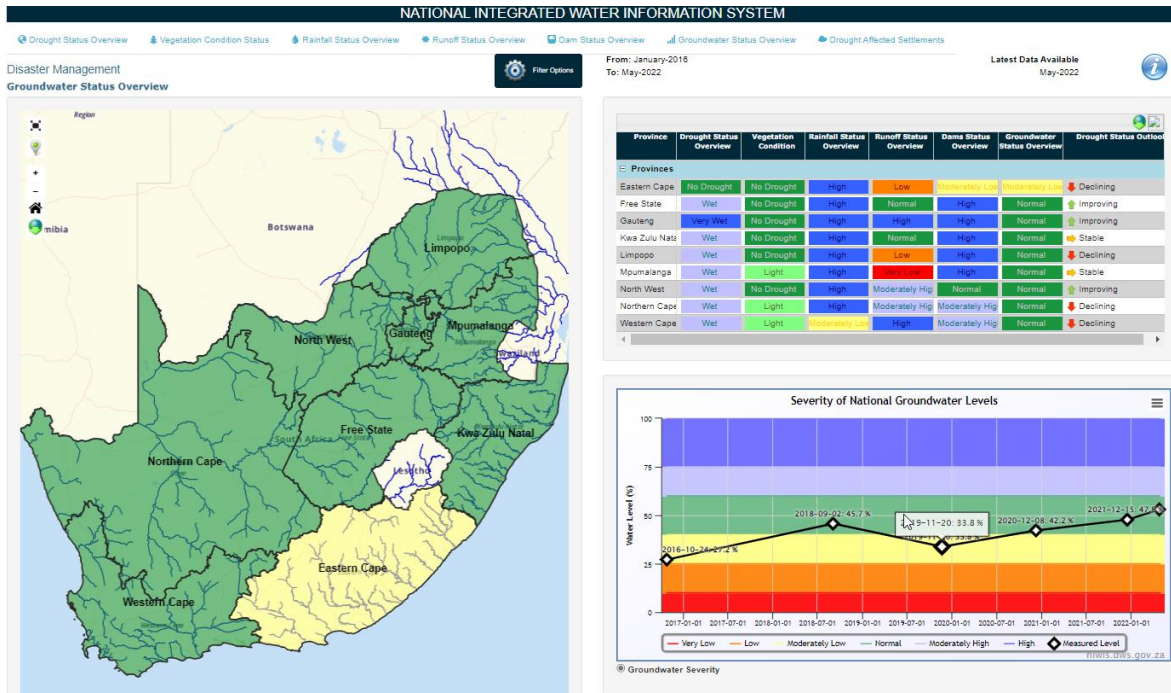 NATIONAL INTEGRATED WATER INFORMATION SYSTEM
Drought Status Overview Vegetation Condition Status Rainfall Status Overview Runoff Status Overview Dam Status Overview Groundwater Status Overview Drought Affected Settlements
Disaster Management
Groundwater Status Overview
Filter Options
From: January-2016
To: May-2022
Latest Data Available
May-2022
Region
+
-
mibia
Botswana
Limpopo
Limpopo
North West
Gauteng
Mpumalanga
Mpumalanga
waziland
Free State
South Africa
Free State
Kwa Zulu Natal
Northern Cape
Lesotho
Eastern Cape
Western Cape
Province Drought Status Overview Vegetation Condition Rainfall Status Overview Runoff Status Overview Dams Status Overview Groundwater Status Overview Drought Status Outloo
Provinces
Eastern Cape No Drought No Drought High Low Moderately Low Moderately Low Declining
Free State Wet No Drought High Normal High Normal Improving
Gauteng Very Wet No Drought High High High Normal Improving
Kwa Zulu Nata Wet No Drought High Normal High Normal Stable
Limpopo Wet No Drought High Low High Normal Declining
Mpumalanga Wet Light High Very Low High Normal Stable
North West Wet No Drought High Moderately Hig Normal Normal Improving
Northern Cape Wet Light High Moderately Hig Moderately Hig Normal Declining
Western Cape Wet Light Moderately Low High Moderately Hig Normal Declining
Severity of National Groundwater Levels
Water Level (%)
100
75
50
25
0
2016-10-24: 27.2 %
2018-09-02: 45.7 %
19-11-20: 33.8 %
2020-12-08: 42.2 %
2021-12-15: 47.
2017-01-01 2017-07-01 2018-01-01 2018-07-01 2019-01-01 2019-07-01 2020-01-01 2020-07-01 2021-01-01 2021-07-01 2022-01-01
Very Low Low Moderately Low Normal Moderately High High Measured Level
niwis.dws.gov.za
Groundwater Severity